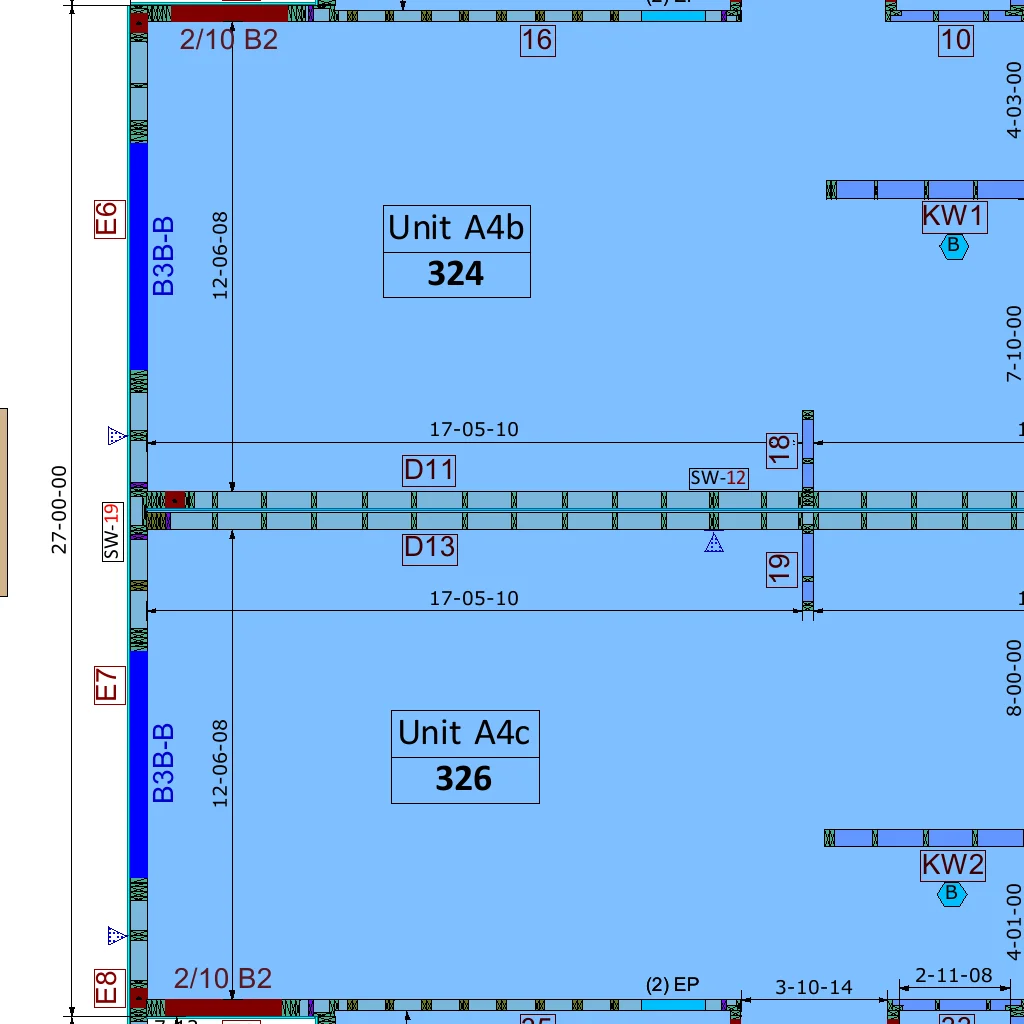 2/10 B2
16
10
4-03-00
E6
B3B-B
12-06-08
Unit A4b
324
KW1
B
7-10-00
17-05-10
18
D11
SW-12
27-00-00
SW-19
D13
19
17-05-10
8-00-00
E7
B3B-B
12-06-08
Unit A4c
326
KW2
B
4-01-00
E8
2/10 B2
(2) EP
3-10-14
2-11-08